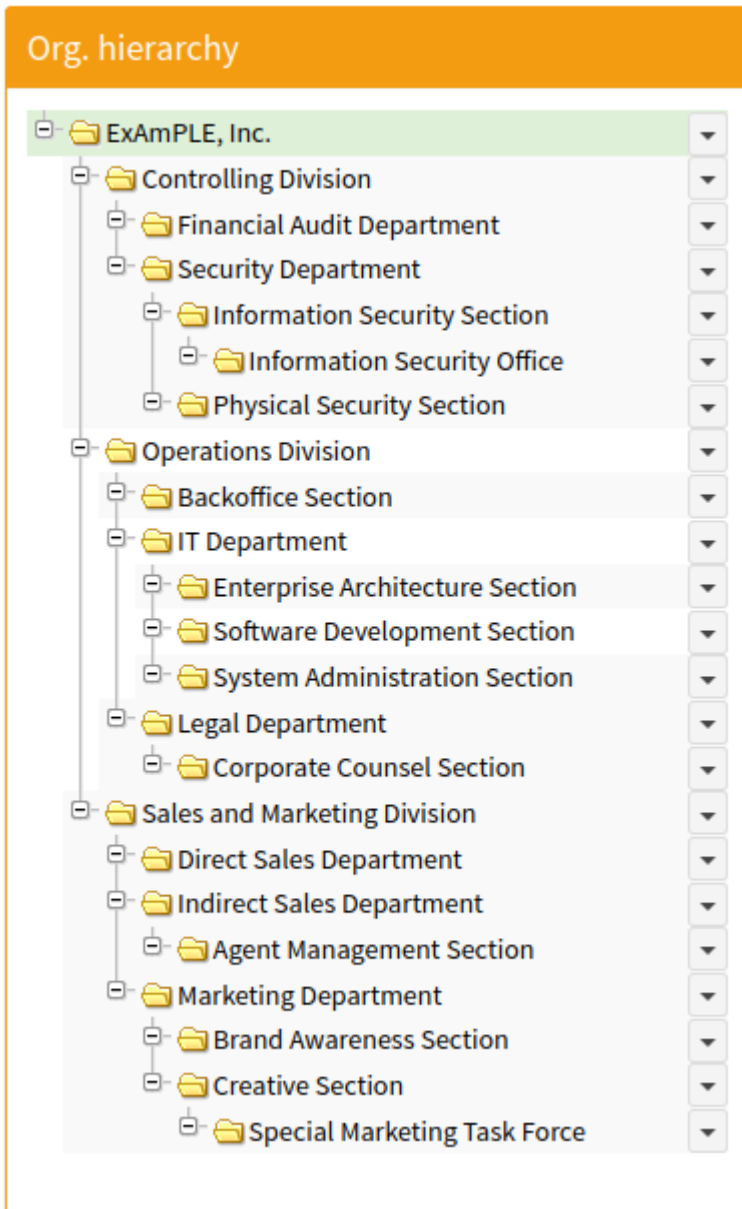 Org. hierarchy
ExAmPLE, Inc.
Controlling Division
Financial Audit Department
Security Department
Information Security Section
Information Security Office
Physical Security Section
Operations Division
Backoffice Section
IT Department
Enterprise Architecture Section
Software Development Section
System Administration Section
Legal Department
Corporate Counsel Section
Sales and Marketing Division
Direct Sales Department
Indirect Sales Department
Agent Management Section
Marketing Department
Brand Awareness Section
Creative Section
Special Marketing Task Force